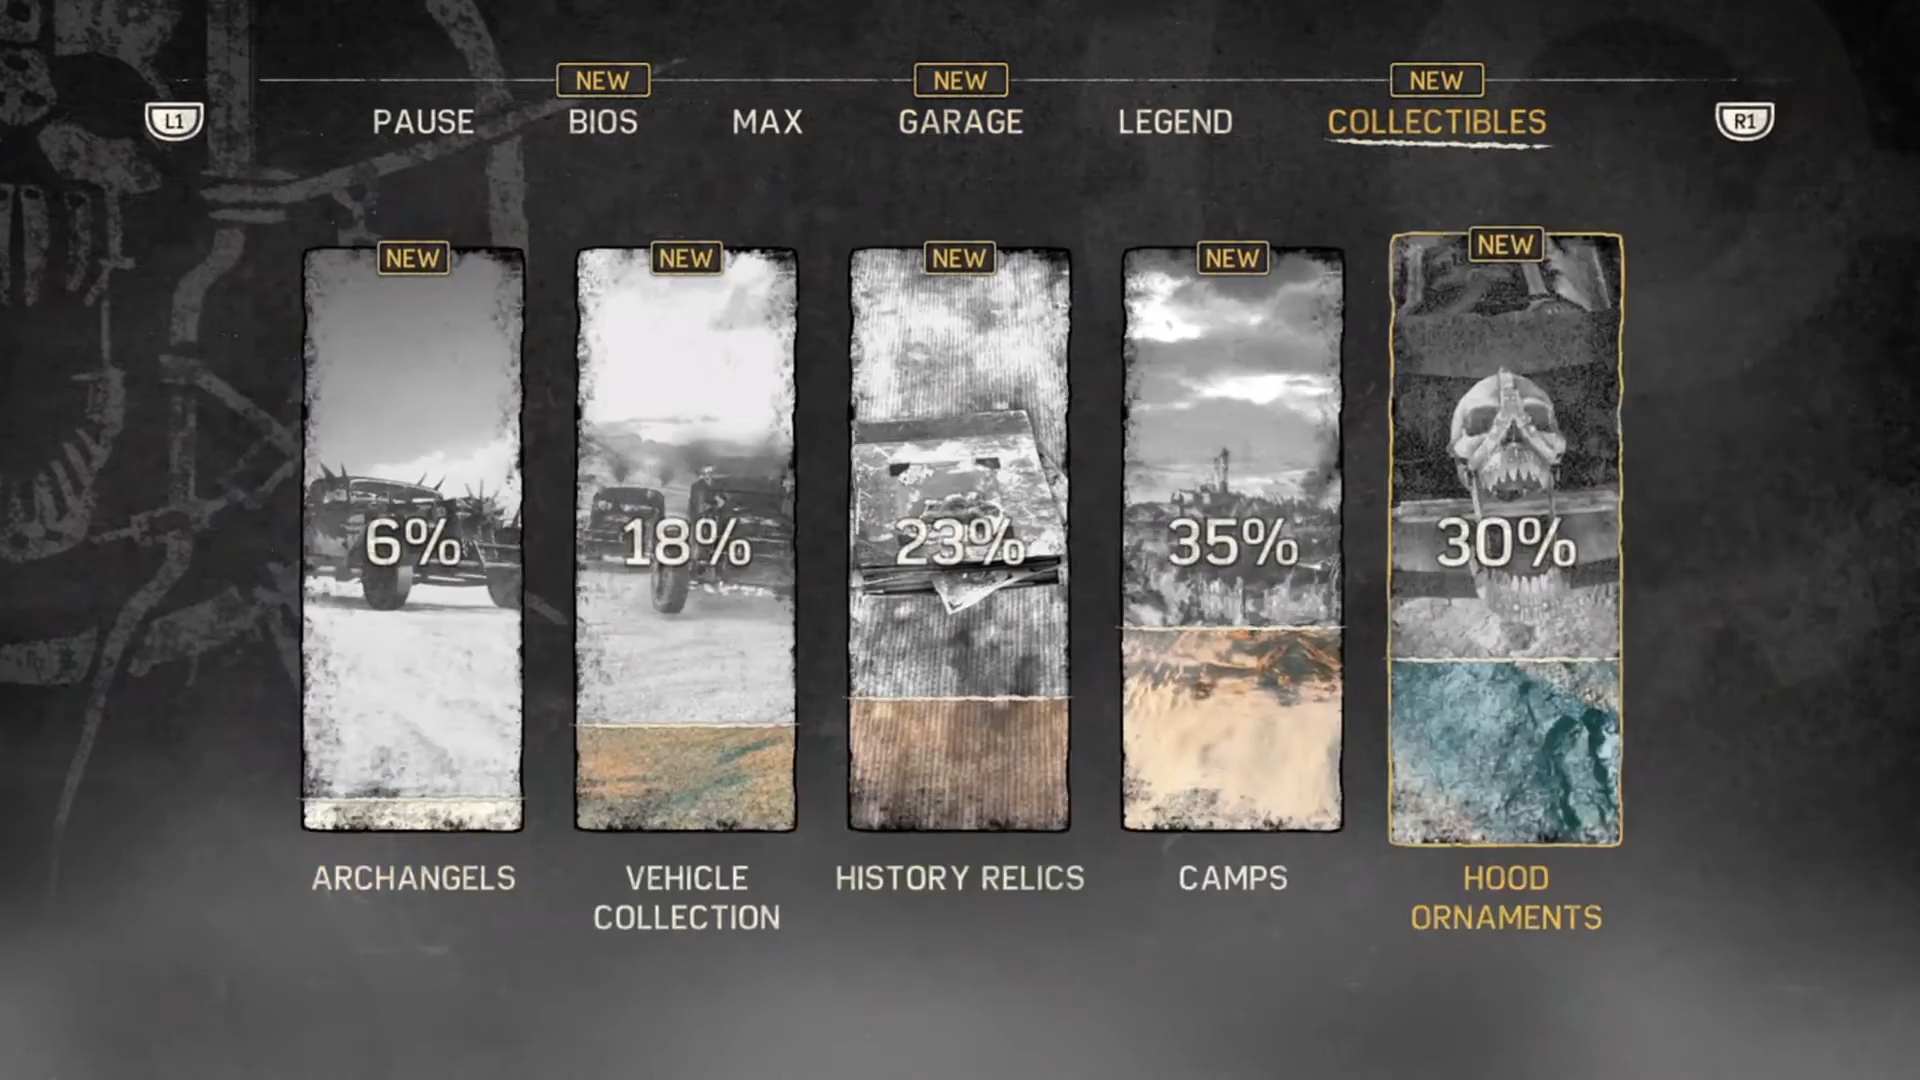 NEW NEW NEW
L1 PAUSE BIOS MAX GARAGE LEGEND COLLECTIBLES R1
NEW NEW NEW NEW NEW
6% 18% 23% 35% 30%
ARCHANGELS VEHICLE HISTORY RELICS CAMPS HOOD
COLLECTION ORNAMENTS